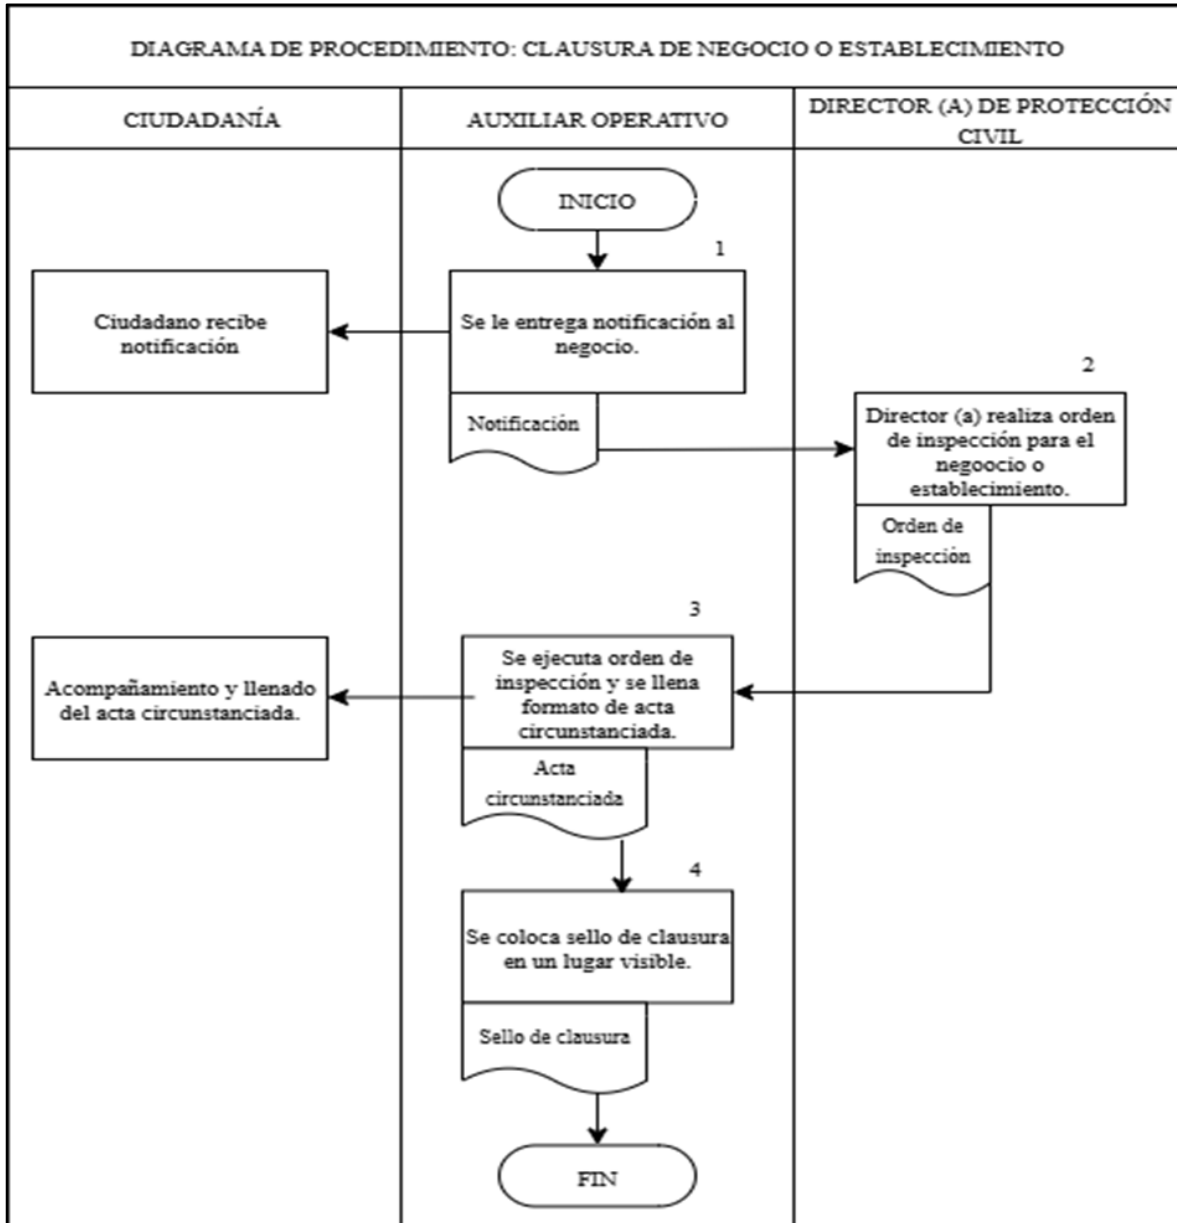 DIAGRAMA DE PROCEDIMIENTO: CLAUSURA DE NEGOCIO O ESTABLECIMIENTO
CIUDADANÍA
AUXILIAR OPERATIVO
DIRECTOR (A) DE PROTECCIÓN
CIVIL
INICIO
1
Ciudadano recibe
notificación
Se le entrega notificación al
negocio.
Notificación
2
Director (a) realiza orden
de inspección para el
negoocio o
establecimiento.
Orden de
inspección
3
Acompañamiento y llenado
del acta circunstanciada.
Se ejecuta orden de
inspección y se llena
formato de acta
circunstanciada.
Acta
circunstanciada
4
Se coloca sello de clausura
en un lugar visible.
Sello de clausura
FIN